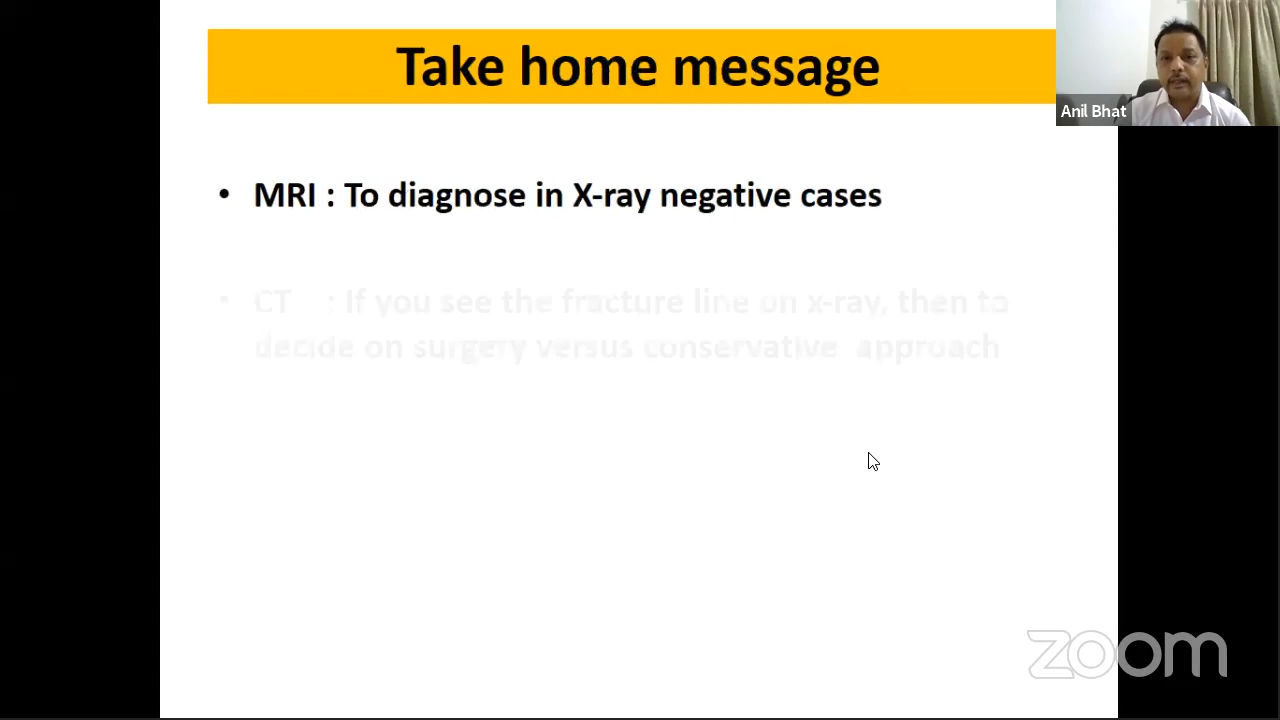 Take home message
Anil Bhat
• MRI : To diagnose in X-ray negative cases
• CT : If you see the fracture line on x-ray, then to
decide on surgery versus conservative approach
zoom